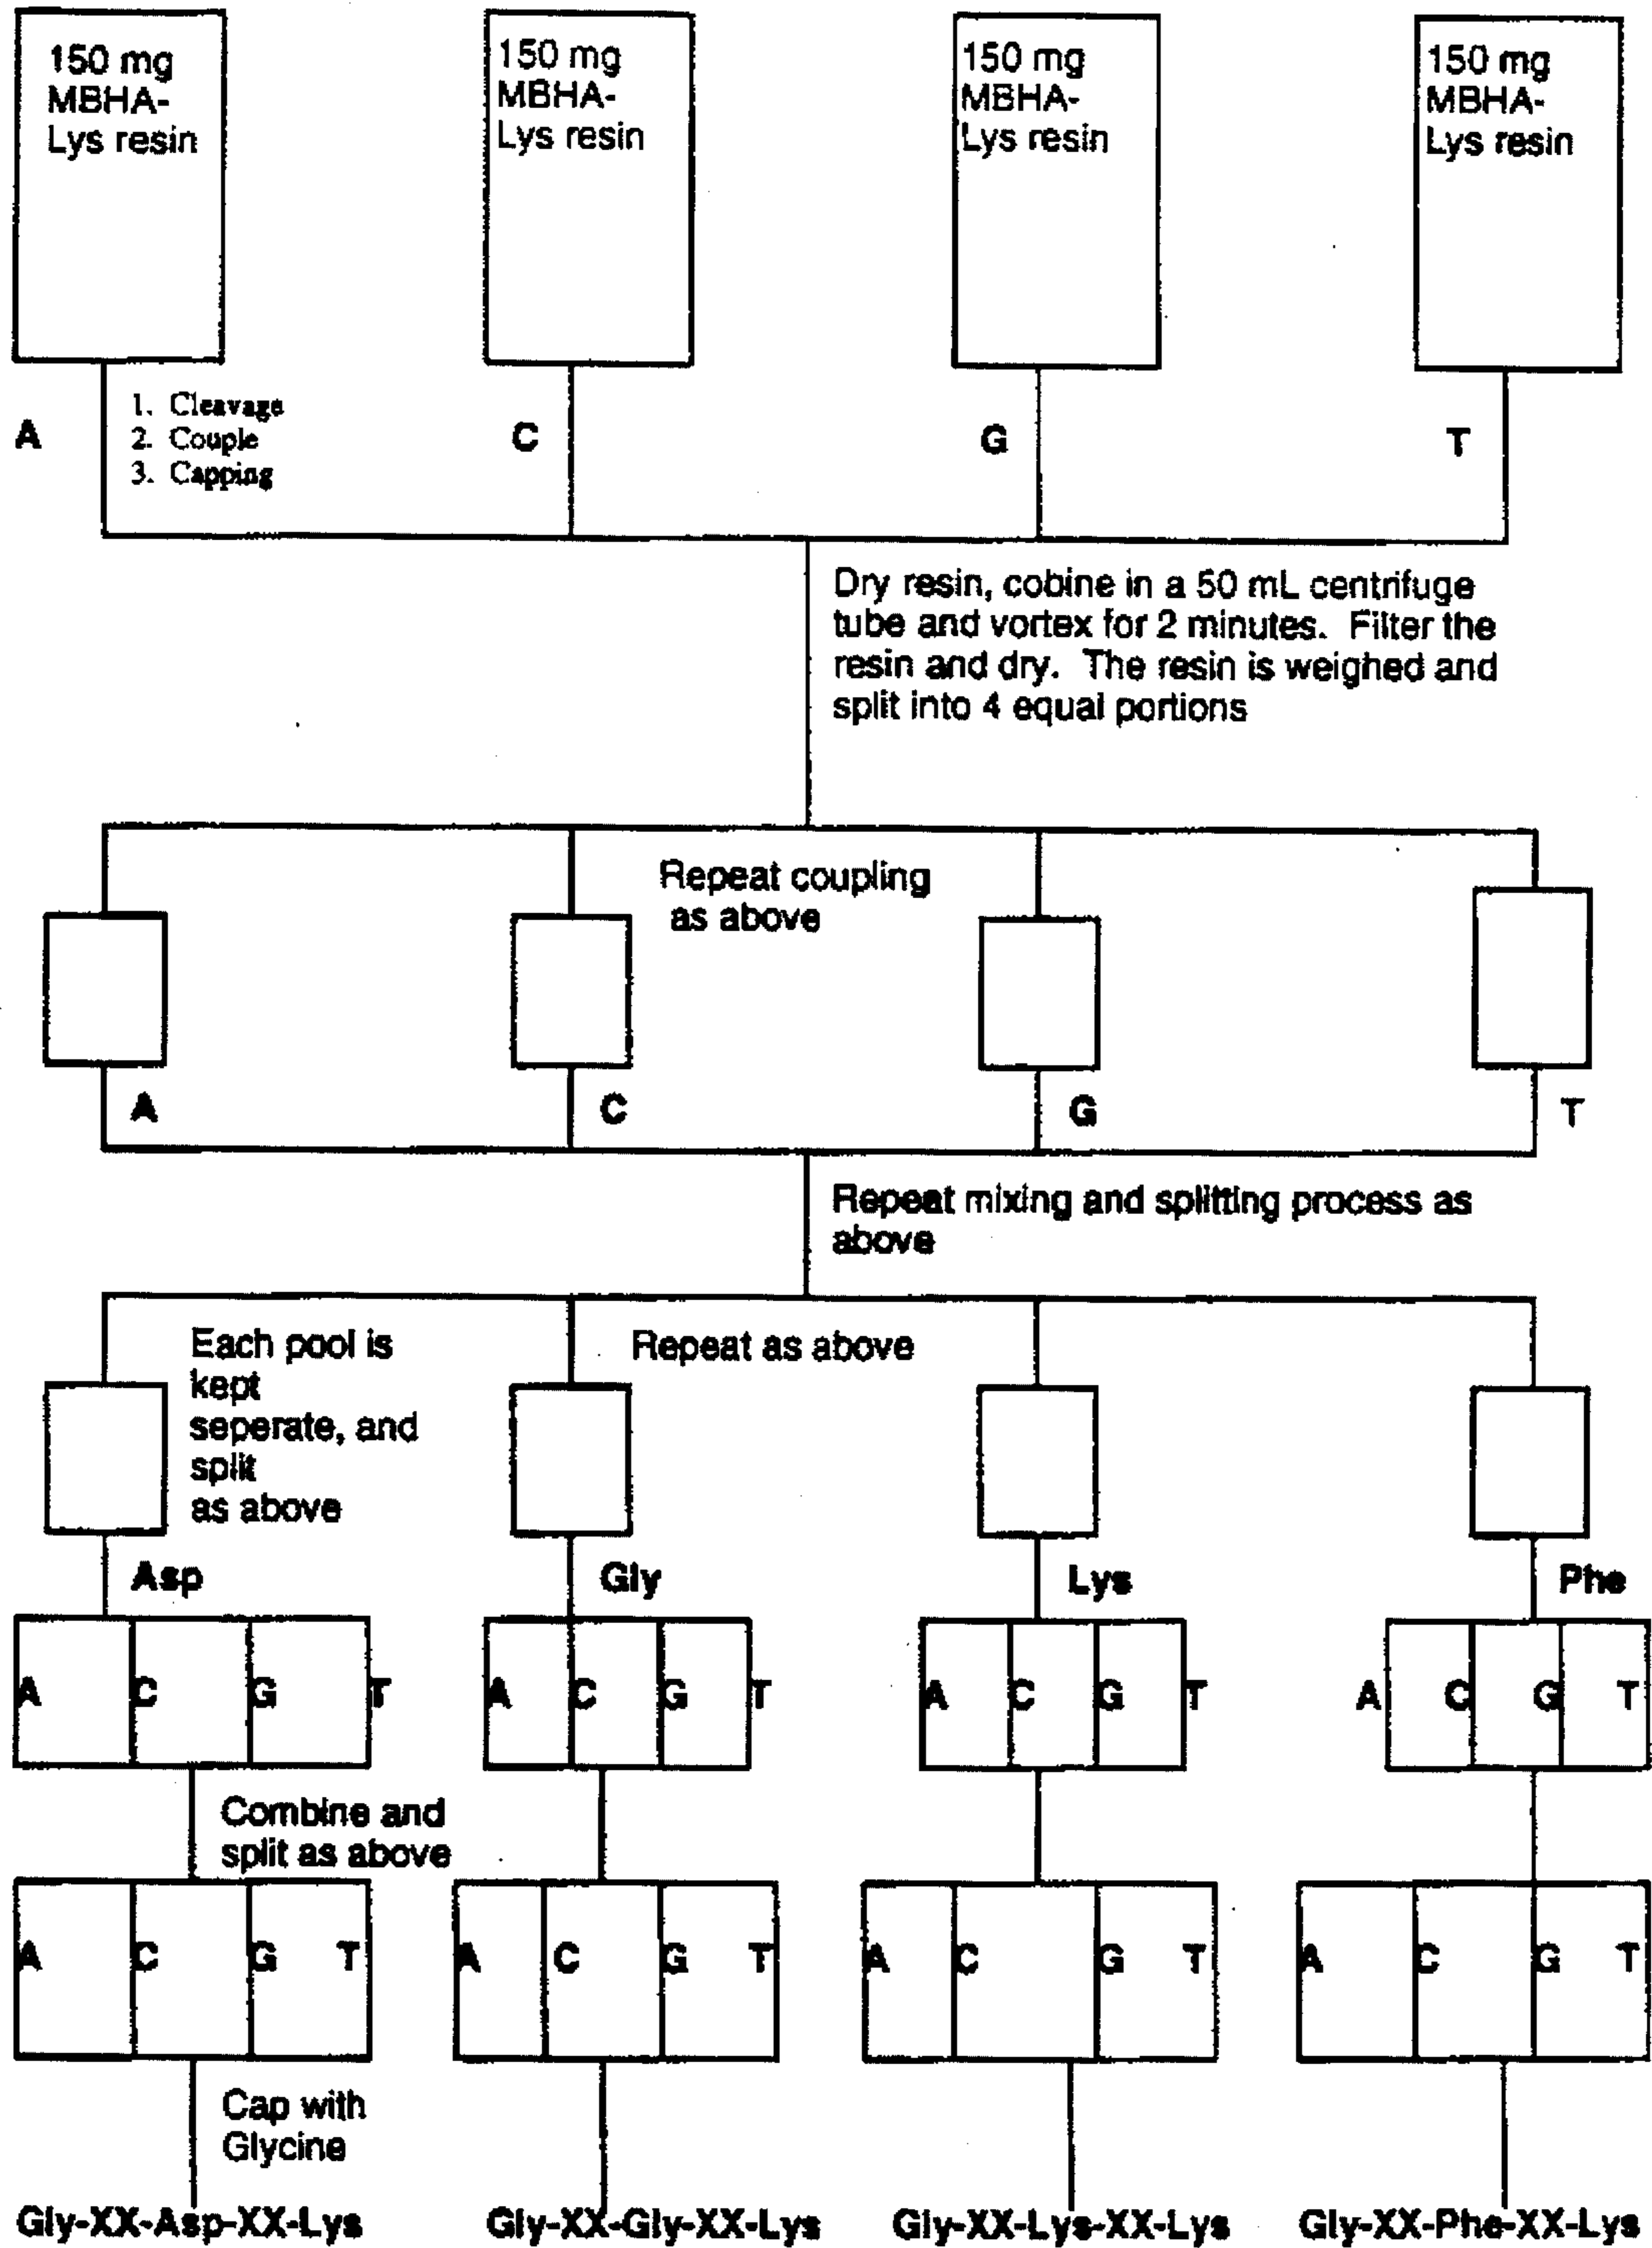 150 mg
MBHA-
Lys resin
150 mg
MBHA-
Lys resin
150 mg
MBHA-
Lys resin
150 mg
MBHA-
Lys resin
A
1. Cleavage
2. Couple
3. Capping
C
G
T
Dry resin, cobine in a 50 mL centrifuge
tube and vortex for 2 minutes. Filter the
resin and dry. The resin is weighed and
split into 4 equal portions
Repeat coupling
as above
A
C
G
T
Repeat mixing and splitting process as
above
Each pool is
kept
seperate, and
split
as above
Repeat as above
Asp
Gly
Lys
Phe
A C G T
A C G T
A C G T
A C G T
Combine and
split as above
A C G T
A C G T
A C G T
A C G T
Cap with
Glycine
Gly-XX-Asp-XX-Lys
Gly-XX-Gly-XX-Lys
Gly-XX-Lys-XX-Lys
Gly-XX-Phe-XX-Lys